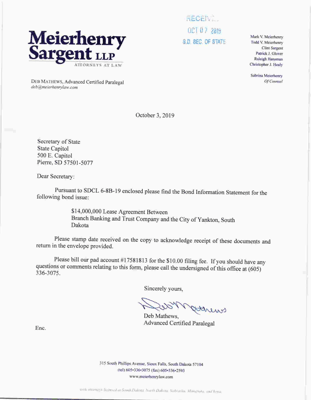 RECEIVED
OCT 07 2019
S.D. SEC. OF STATE
Meierhenry
Sargent LLP
ATTORNEYS AT LAW
Mark V. Meierhenry
Todd V. Meierhenry
Clint Sargent
Patrick J. Glover
Raleigh Hansman
Christopher J. Healy
Sabrina Meierhenry
Of Counsel
DEB MATHEWS, Advanced Certified Paralegal
deb@meierhenrylaw.com
October 3, 2019
Secretary of State
State Capitol
500 E. Capitol
Pierre, SD 57501-5077
Dear Secretary:
Pursuant to SDCL 6-8B-19 enclosed please find the Bond Information Statement for the
following bond issue:
$14,000,000 Lease Agreement Between
Branch Banking and Trust Company and the City of Yankton, South
Dakota
Please stamp date received on the copy to acknowledge receipt of these documents and
return in the envelope provided.
Please bill our pad account #17581813 for the $10.00 filing fee. If you should have any
questions or comments relating to this form, please call the undersigned of this office at (605)
336-3075.
Sincerely yours,
Deb Mathews
Deb Mathews,
Advanced Certified Paralegal
Enc.
315 South Phillips Avenue, Sioux Falls, South Dakota 57104
(tel) 605-336-3075 (fax) 605-336-2593
www.meierhenrylaw.com